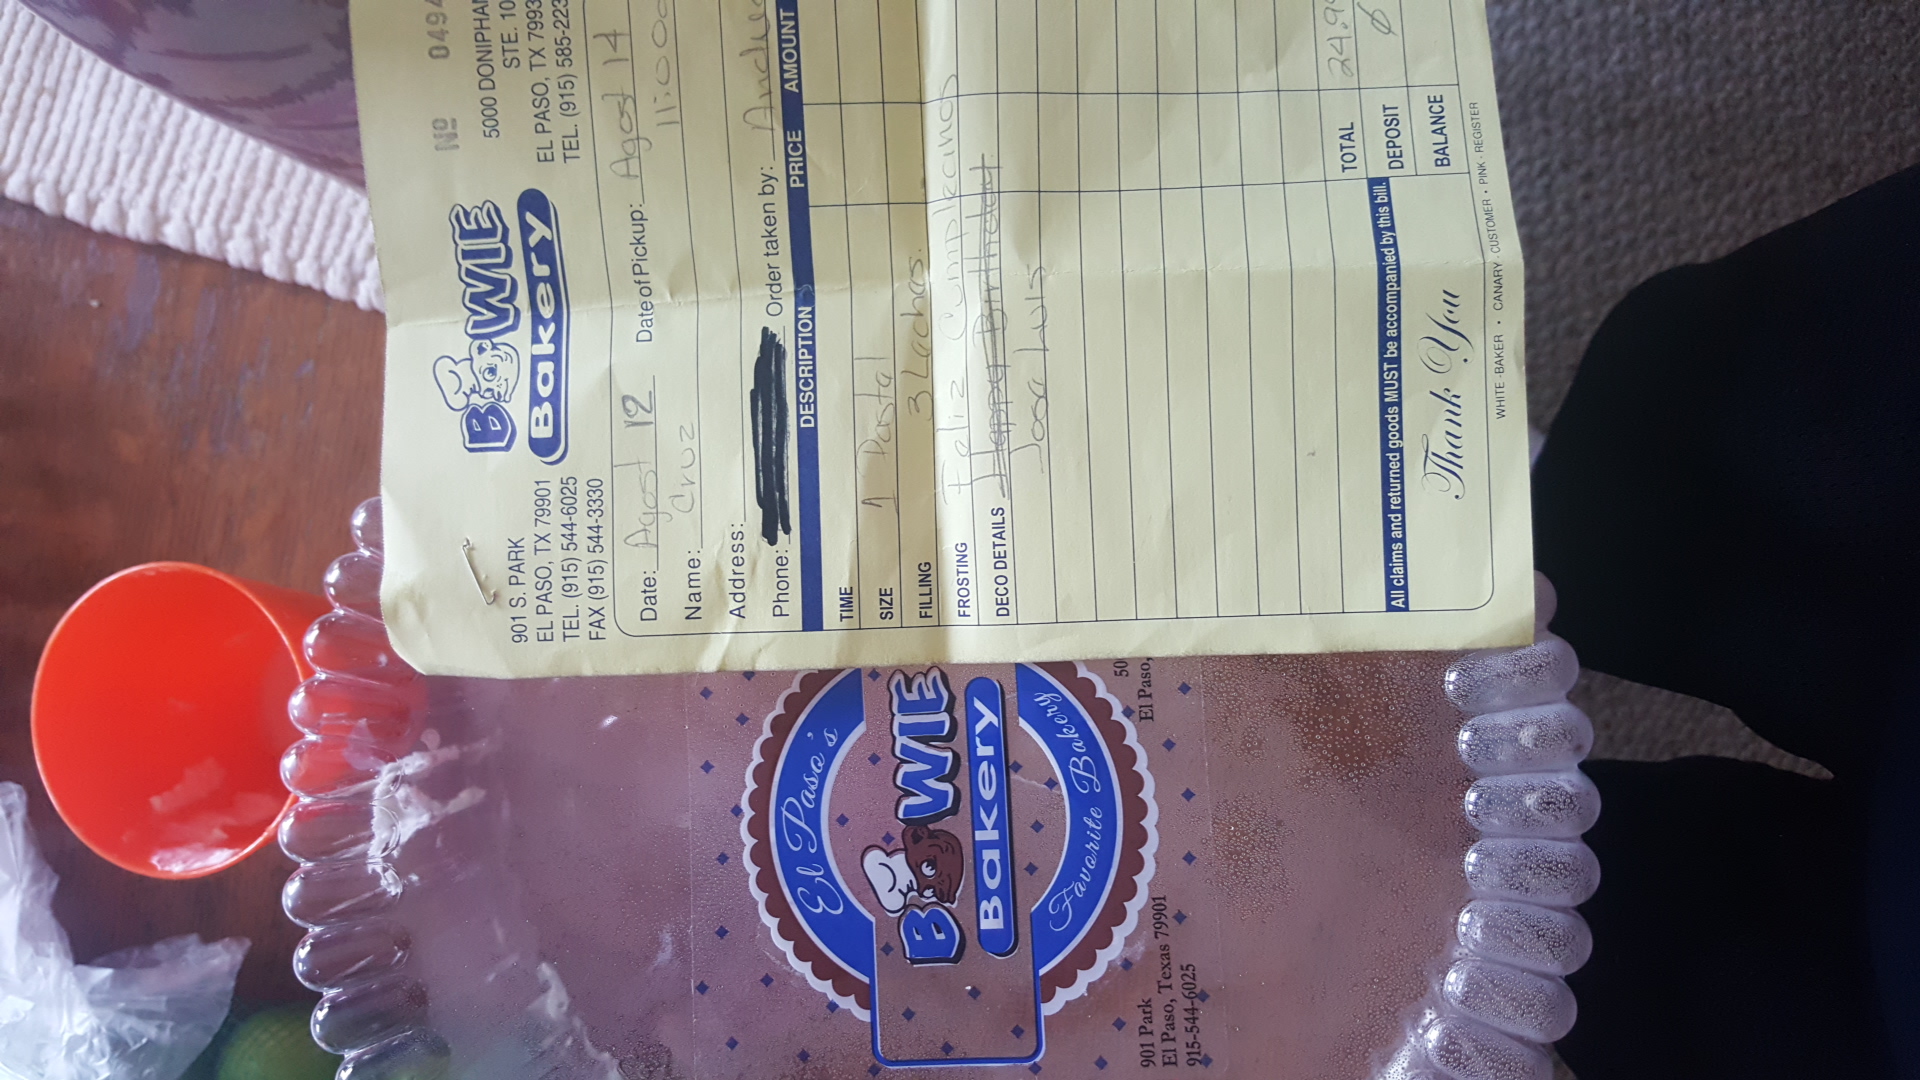 Nº 0494
BOWIE
Bakery
901 S. PARK
EL PASO, TX 79901
TEL. (915) 544-6025
FAX (915) 544-3330
5000 DONIPHAN
STE. 10
EL PASO, TX 7993
TEL. (915) 585-223
Date: Agost 12 Date of Pickup: Agost 14
Name: Cruz 11:00
Address:
Phone: Order taken by:
DESCRIPTION PRICE AMOUNT
TIME
SIZE 1 Pastal
FILLING 3 Lechas.
FROSTING Feliz Cumpleanos
DECO DETAILS Happy Birthday
Jose Luis
TOTAL 24.9
DEPOSIT
BALANCE
All claims and returned goods MUST be accompanied by this bill.
Thank You
WHITE - BAKER • CANARY - CUSTOMER • PINK - REGISTER
El Paso's
BOWIE
Bakery
Favorite Bakery
901 Park
El Paso, Texas 79901
915-544-6025
50
El Paso,